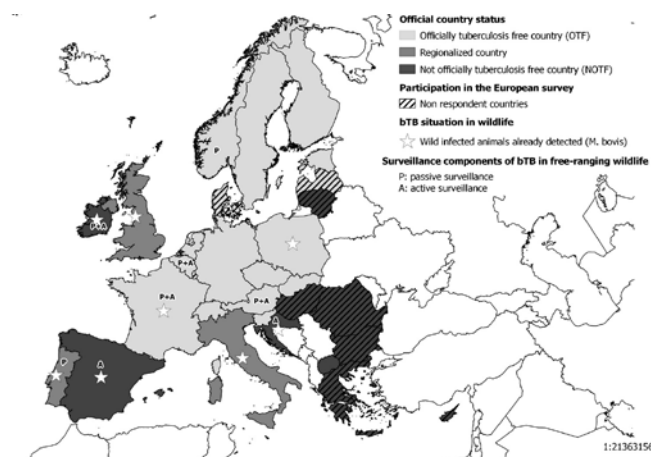 Official country status
Officially tuberculosis free country (OTF)
Regionalized country
Not officially tuberculosis free country (NOTF)
Participation in the European survey
Non respondent countries
bTB situation in wildlife
Wild infected animals already detected (M. bovis)
Surveillance components of bTB in free-ranging wildlife
P: passive surveillance
A: active surveillance
P
P+A
P+A
P+A
P+A
A
P
A
1:21363156